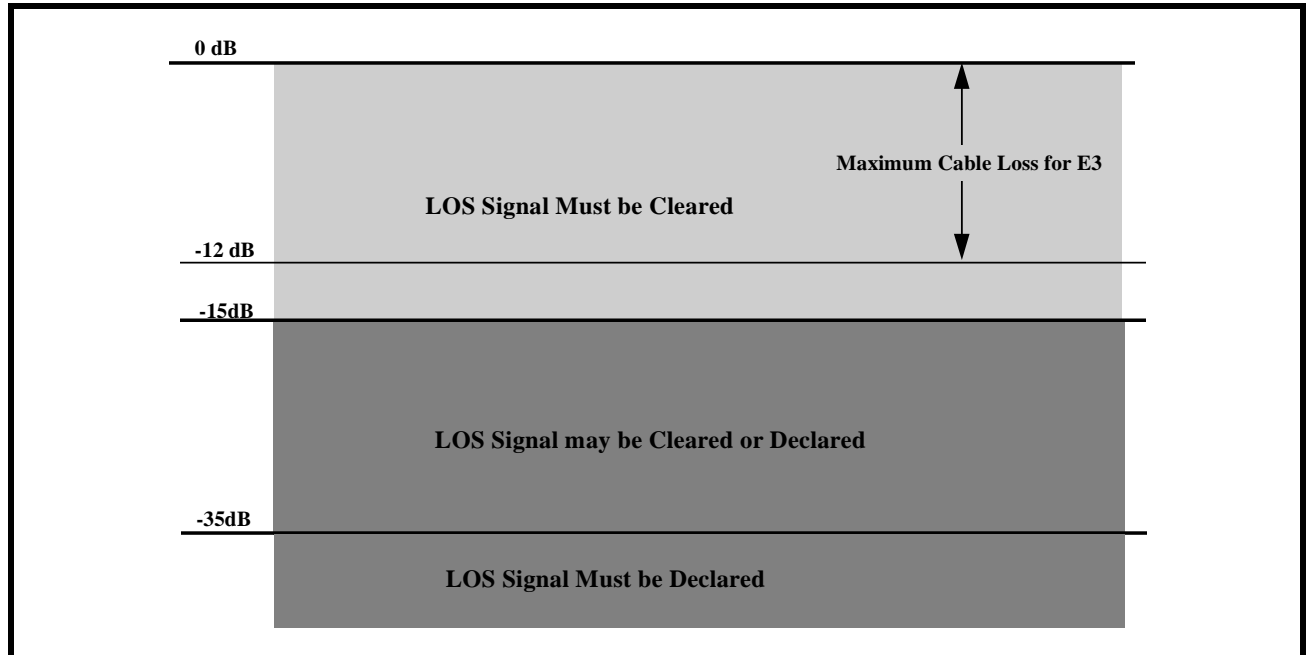 0 dB
Maximum Cable Loss for E3
LOS Signal Must be Cleared
-12 dB
-15dB
LOS Signal may be Cleared or Declared
-35dB
LOS Signal Must be Declared